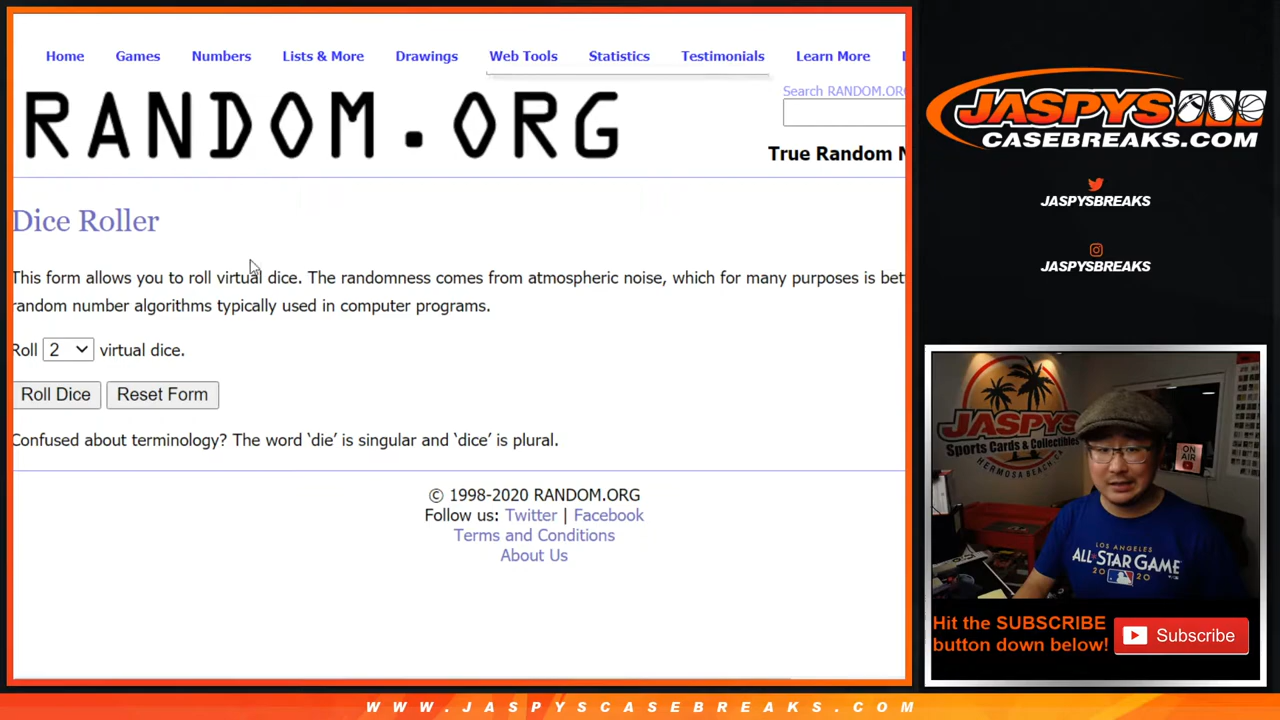 Home Games Numbers Lists & More Drawings Web Tools Statistics Testimonials Learn More
Search RANDOM.ORG
RANDOM.ORG
True Random N
Dice Roller
This form allows you to roll virtual dice. The randomness comes from atmospheric noise, which for many purposes is bet
random number algorithms typically used in computer programs.
Roll 2 virtual dice.
Roll Dice Reset Form
Confused about terminology? The word ‘die’ is singular and ‘dice’ is plural.
© 1998-2020 RANDOM.ORG
Follow us: Twitter | Facebook
Terms and Conditions
About Us
JASPYS
CASEBREAKS.COM
JASPYSBREAKS
JASPYSBREAKS
JASPYS
Sports Cards & Collectibles
HERMOSA BEACH, CA
ON AIR
LOS ANGELES
ALL-STAR GAME
2020
Hit the SUBSCRIBE
button down below!
Subscribe
WWW.JASPYSCASEBREAKS.COM